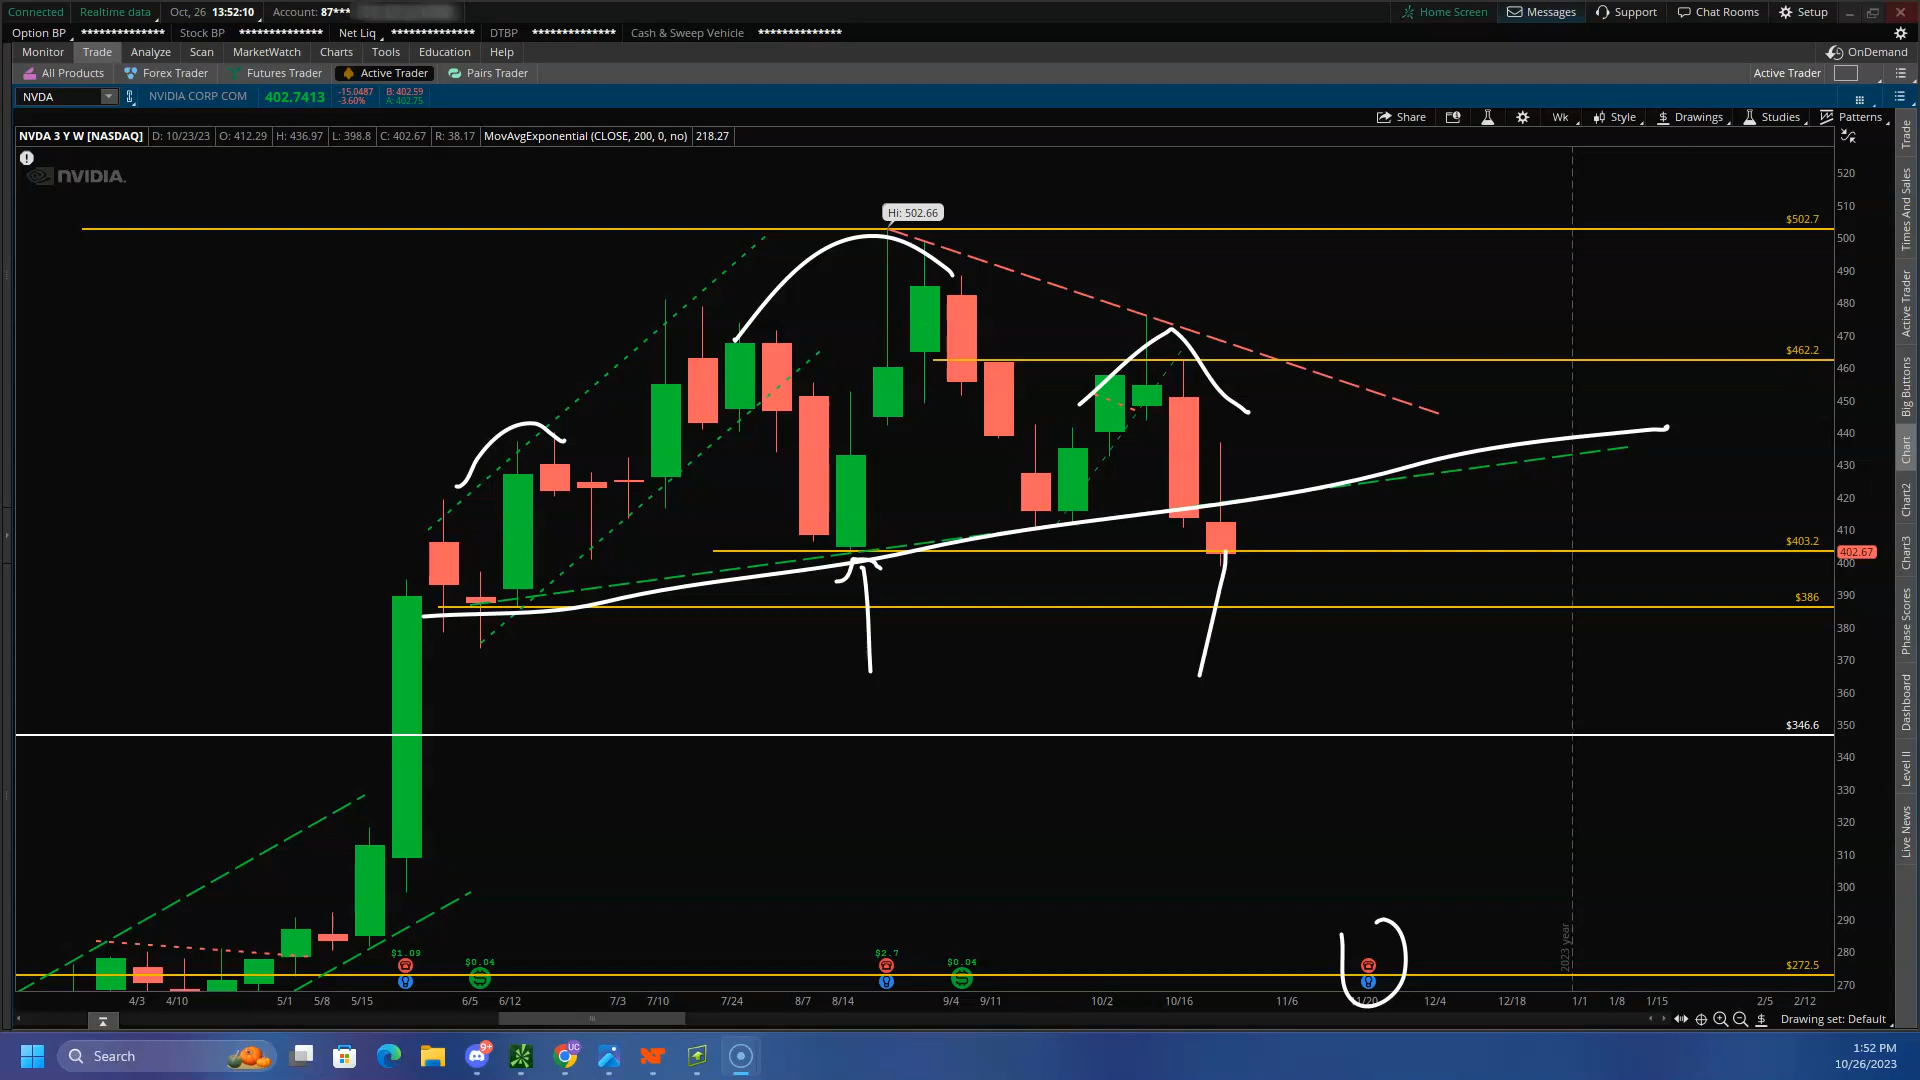 Connected Realtime data Oct, 26 13:52:10 Account: 87*** Home Screen Messages Support Chat Rooms Setup
Option BP ************** Stock BP ************** Net Liq ************** DTBP ************** Cash & Sweep Vehicle **************
Monitor Trade Analyze Scan MarketWatch Charts Tools Education Help OnDemand
All Products Forex Trader Futures Trader Active Trader Pairs Trader Active Trader
NVDA NVIDIA CORP COM 402.7413 -15.0487 -3.60% B: 402.59 A: 402.75
Share Wk Style Drawings Studies Patterns
NVDA 3 Y W [NASDAQ] D: 10/23/23 O: 412.29 H: 436.97 L: 398.8 C: 402.67 R: 38.17 MovAvgExponential (CLOSE, 200, 0, no) 218.27
NVIDIA.
Hi: 502.66
$502.7
$462.2
$403.2
402.67
$386
$346.6
$272.5
520
510
500
490
480
470
460
450
440
430
420
410
400
390
380
370
360
350
340
330
320
310
300
290
280
270
$1.09 $0.04 $2.7 $0.04
2023 year
4/3 4/10 5/1 5/8 5/15 6/5 6/12 7/3 7/10 7/24 8/7 8/14 9/4 9/11 10/2 10/16 11/6 11/20 12/4 12/18 1/1 1/8 1/15 2/5 2/12
Drawing set: Default
Trade
Times And Sales
Active Trader
Big Buttons
Chart
Chart2
Chart3
Phase Scores
Dashboard
Level II
Live News
Search 9+ UC
1:52 PM
10/26/2023